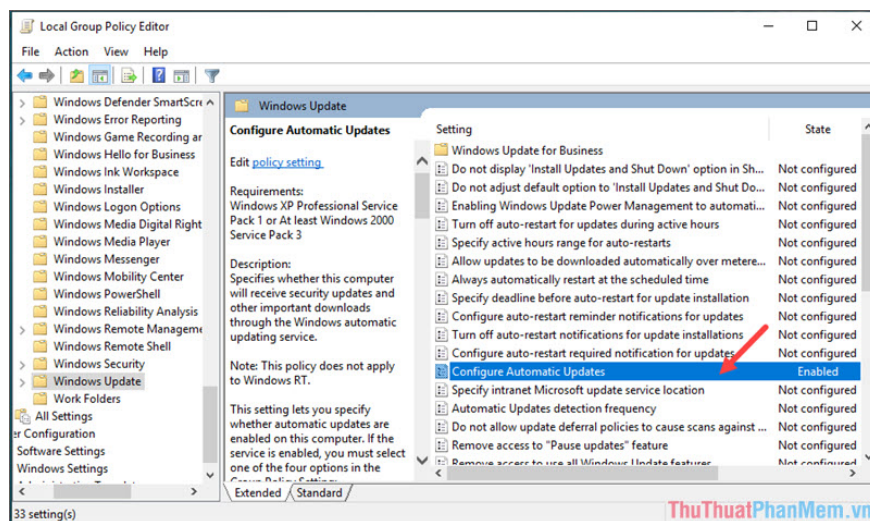 Local Group Policy Editor
File Action View Help
Windows Defender SmartScre
Windows Error Reporting
Windows Game Recording ar
Windows Hello for Business
Windows Ink Workspace
Windows Installer
Windows Logon Options
Windows Media Digital Right
Windows Media Player
Windows Messenger
Windows Mobility Center
Windows PowerShell
Windows Reliability Analysis
Windows Remote Manageme
Windows Remote Shell
Windows Security
Windows Update
Work Folders
All Settings
er Configuration
Software Settings
Windows Settings
Windows Update
Configure Automatic Updates
Edit policy setting
Requirements:
Windows XP Professional Service
Pack 1 or At least Windows 2000
Service Pack 3
Description:
Specifies whether this computer
will receive security updates and
other important downloads
through the Windows automatic
updating service.
Note: This policy does not apply
to Windows RT.
This setting lets you specify
whether automatic updates are
enabled on this computer. If the
service is enabled, you must select
one of the four options in the
Group Policy Setting:
Setting State
Windows Update for Business
Do not display 'Install Updates and Shut Down' option in Sh... Not configured
Do not adjust default option to 'Install Updates and Shut Do... Not configured
Enabling Windows Update Power Management to automati... Not configured
Turn off auto-restart for updates during active hours Not configured
Specify active hours range for auto-restarts Not configured
Allow updates to be downloaded automatically over metere... Not configured
Always automatically restart at the scheduled time Not configured
Specify deadline before auto-restart for update installation Not configured
Configure auto-restart reminder notifications for updates Not configured
Turn off auto-restart notifications for update installations Not configured
Configure auto-restart required notification for updates Not configured
Configure Automatic Updates Enabled
Specify intranet Microsoft update service location Not configured
Automatic Updates detection frequency Not configured
Do not allow update deferral policies to cause scans against ... Not configured
Remove access to "Pause updates" feature Not configured
Remove access to use all Windows Update features Not configured
Extended Standard
33 setting(s)
ThuThuatPhanMem.vn